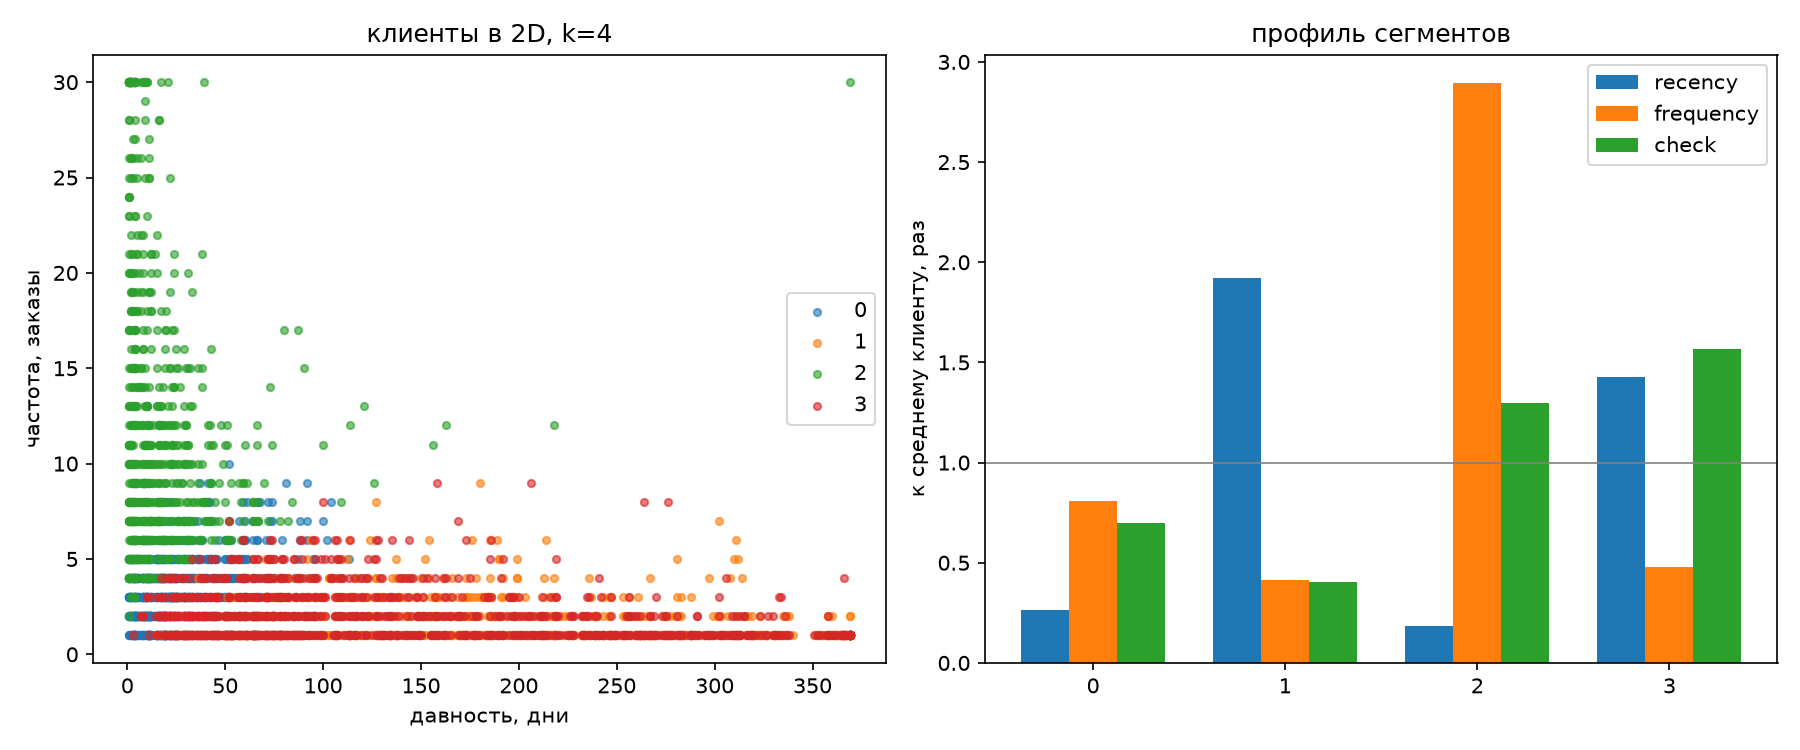 клиенты в 2D, k=4
частота, заказы
30
25
20
15
10
5
0
0
1
2
3
0 50 100 150 200 250 300 350
давность, дни
профиль сегментов
к среднему клиенту, раз
3.0
2.5
2.0
1.5
1.0
0.5
0.0
recency
frequency
check
0 1 2 3